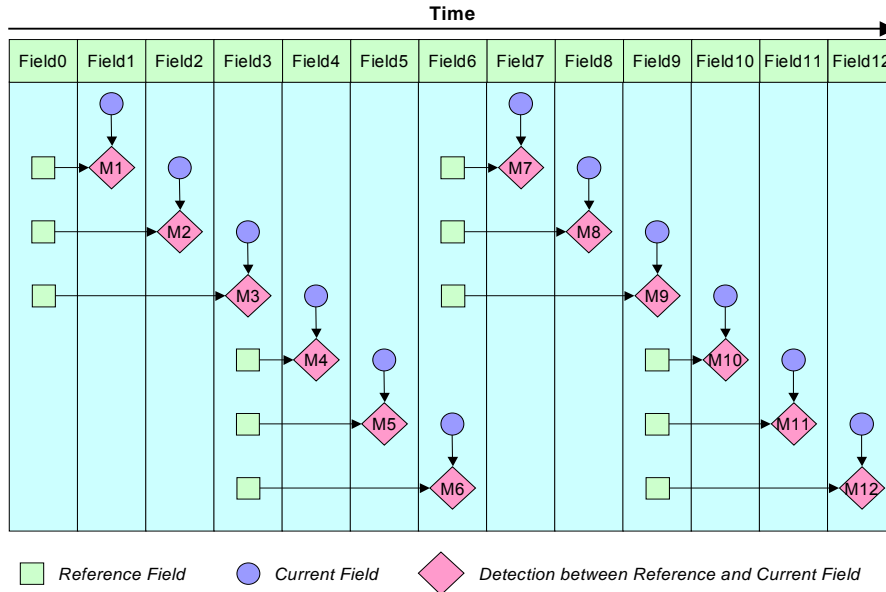 Time
Field0 Field1 Field2 Field3 Field4 Field5 Field6 Field7 Field8 Field9 Field10 Field11 Field12
M1 M7
M2 M8
M3 M9
M4 M10
M5 M11
M6 M12
Reference Field Current Field Detection between Reference and Current Field